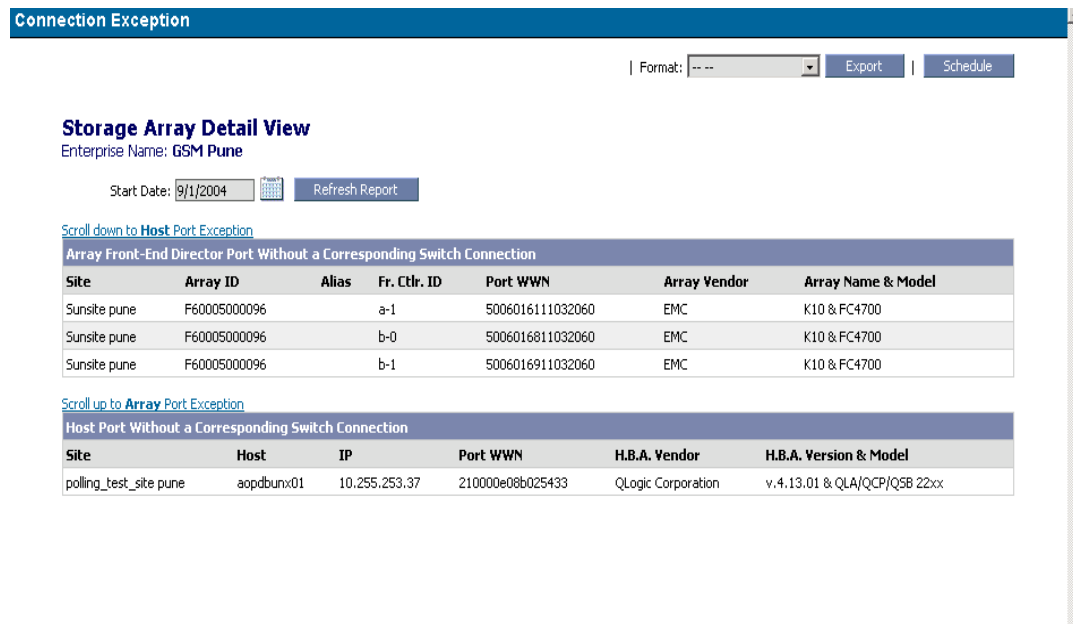 Connection Exception
| Format: -- -- Export | Schedule
Storage Array Detail View
Enterprise Name: GSM Pune
Start Date: 9/1/2004 Refresh Report
Scroll down to Host Port Exception
Array Front-End Director Port Without a Corresponding Switch Connection
Site Array ID Alias Fr. Ctlr. ID Port WWN Array Vendor Array Name & Model
Sunsite pune F60005000096 a-1 5006016111032060 EMC K10 & FC4700
Sunsite pune F60005000096 b-0 5006016811032060 EMC K10 & FC4700
Sunsite pune F60005000096 b-1 5006016911032060 EMC K10 & FC4700
Scroll up to Array Port Exception
Host Port Without a Corresponding Switch Connection
Site Host IP Port WWN H.B.A. Vendor H.B.A. Version & Model
polling_test_site pune aopdbunx01 10.255.253.37 210000e08b025433 QLogic Corporation v.4.13.01 & QLA/QCP/QSB 22xx